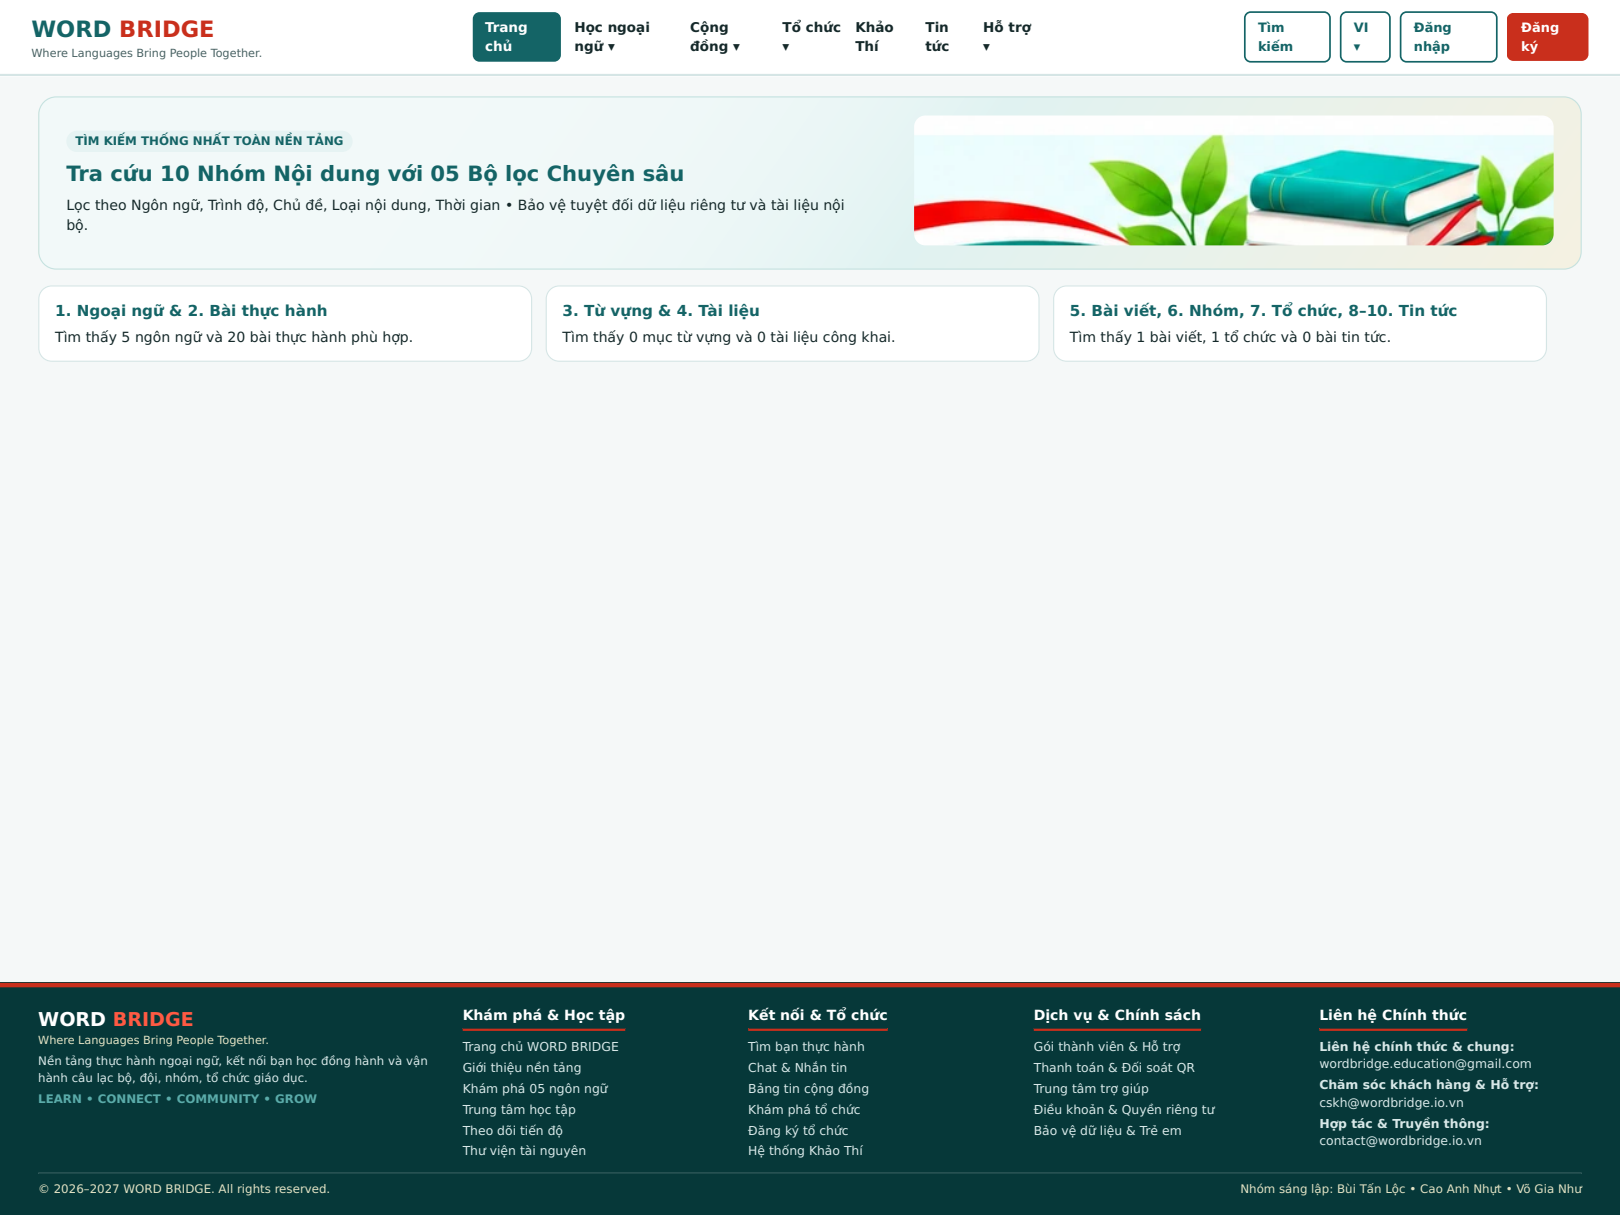 WORD BRIDGE
Where Languages Bring People Together.
Trang chủ
Học ngoại ngữ ▾
Cộng đồng ▾
Tổ chức ▾
Khảo Thí
Tin tức
Hỗ trợ ▾
Tìm kiếm
VI ▾
Đăng nhập
Đăng ký
TÌM KIẾM THỐNG NHẤT TOÀN NỀN TẢNG
Tra cứu 10 Nhóm Nội dung với 05 Bộ lọc Chuyên sâu
Lọc theo Ngôn ngữ, Trình độ, Chủ đề, Loại nội dung, Thời gian • Bảo vệ tuyệt đối dữ liệu riêng tư và tài liệu nội
bộ.
1. Ngoại ngữ & 2. Bài thực hành
Tìm thấy 5 ngôn ngữ và 20 bài thực hành phù hợp.
3. Từ vựng & 4. Tài liệu
Tìm thấy 0 mục từ vựng và 0 tài liệu công khai.
5. Bài viết, 6. Nhóm, 7. Tổ chức, 8–10. Tin tức
Tìm thấy 1 bài viết, 1 tổ chức và 0 bài tin tức.
WORD BRIDGE
Where Languages Bring People Together.
Nền tảng thực hành ngoại ngữ, kết nối bạn học đồng hành và vận
hành câu lạc bộ, đội, nhóm, tổ chức giáo dục.
LEARN • CONNECT • COMMUNITY • GROW
Khám phá & Học tập
Trang chủ WORD BRIDGE
Giới thiệu nền tảng
Khám phá 05 ngôn ngữ
Trung tâm học tập
Theo dõi tiến độ
Thư viện tài nguyên
Kết nối & Tổ chức
Tìm bạn thực hành
Chat & Nhắn tin
Bảng tin cộng đồng
Khám phá tổ chức
Đăng ký tổ chức
Hệ thống Khảo Thí
Dịch vụ & Chính sách
Gói thành viên & Hỗ trợ
Thanh toán & Đối soát QR
Trung tâm trợ giúp
Điều khoản & Quyền riêng tư
Bảo vệ dữ liệu & Trẻ em
Liên hệ Chính thức
Liên hệ chính thức & chung:
wordbridge.education@gmail.com
Chăm sóc khách hàng & Hỗ trợ:
cskh@wordbridge.io.vn
Hợp tác & Truyền thông:
contact@wordbridge.io.vn
© 2026–2027 WORD BRIDGE. All rights reserved.
Nhóm sáng lập: Bùi Tấn Lộc • Cao Anh Nhựt • Võ Gia Như